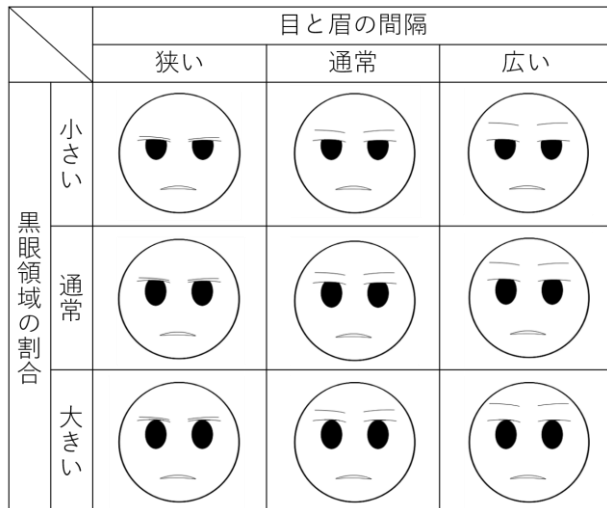 目と眉の間隔
狭い
通常
広い
黒眼領域の割合
小さい
通常
大きい